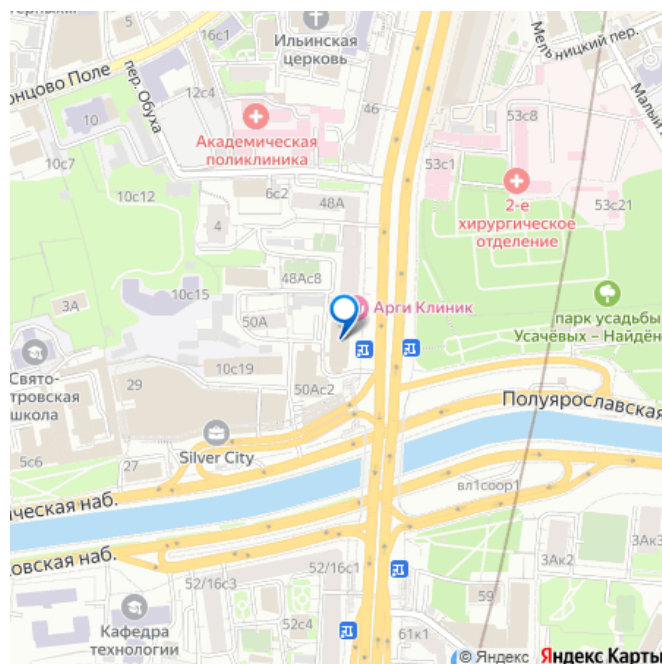 16с1
Ильинская
церковь
Мельницкий пер.
Малый
онцово Поле
пер. Обуха
12с4
46
53с8
10
Академическая
поликлиника
10с7
53с1
2-е
хирургическое
отделение
53с21
10с12
6с2
48А
4
48Ас8
10с15
3А
50А
Арги Клиник
парк усадьбы
Усачёвых – Найдён
10с19
Свято-
тровская
школа
29
50Ас2
Полуярославская
Silver City
5с6
27
ическая наб.
вл1соор1
овская наб.
3Ак3
3Ак2
52/16с1
52/16с3
59
Кафедра
технологии
52с4
61к1
© Яндекс Яндекс Карты